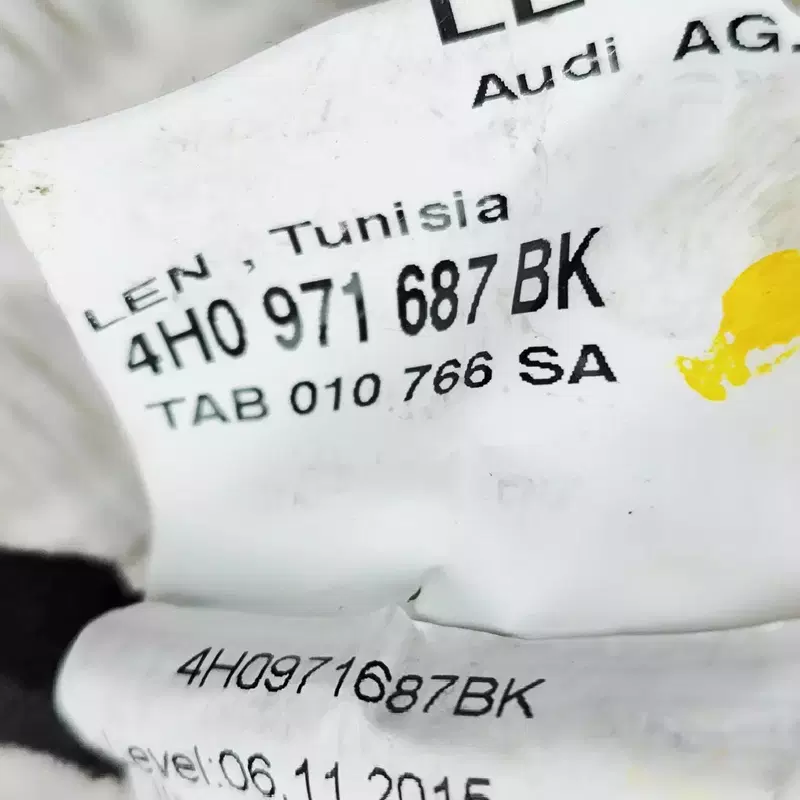 Audi AG.
LEN , Tunisia
4H0 971 687 BK
TAB 010 766 SA
4H0971687BK
Level:06.11.2015